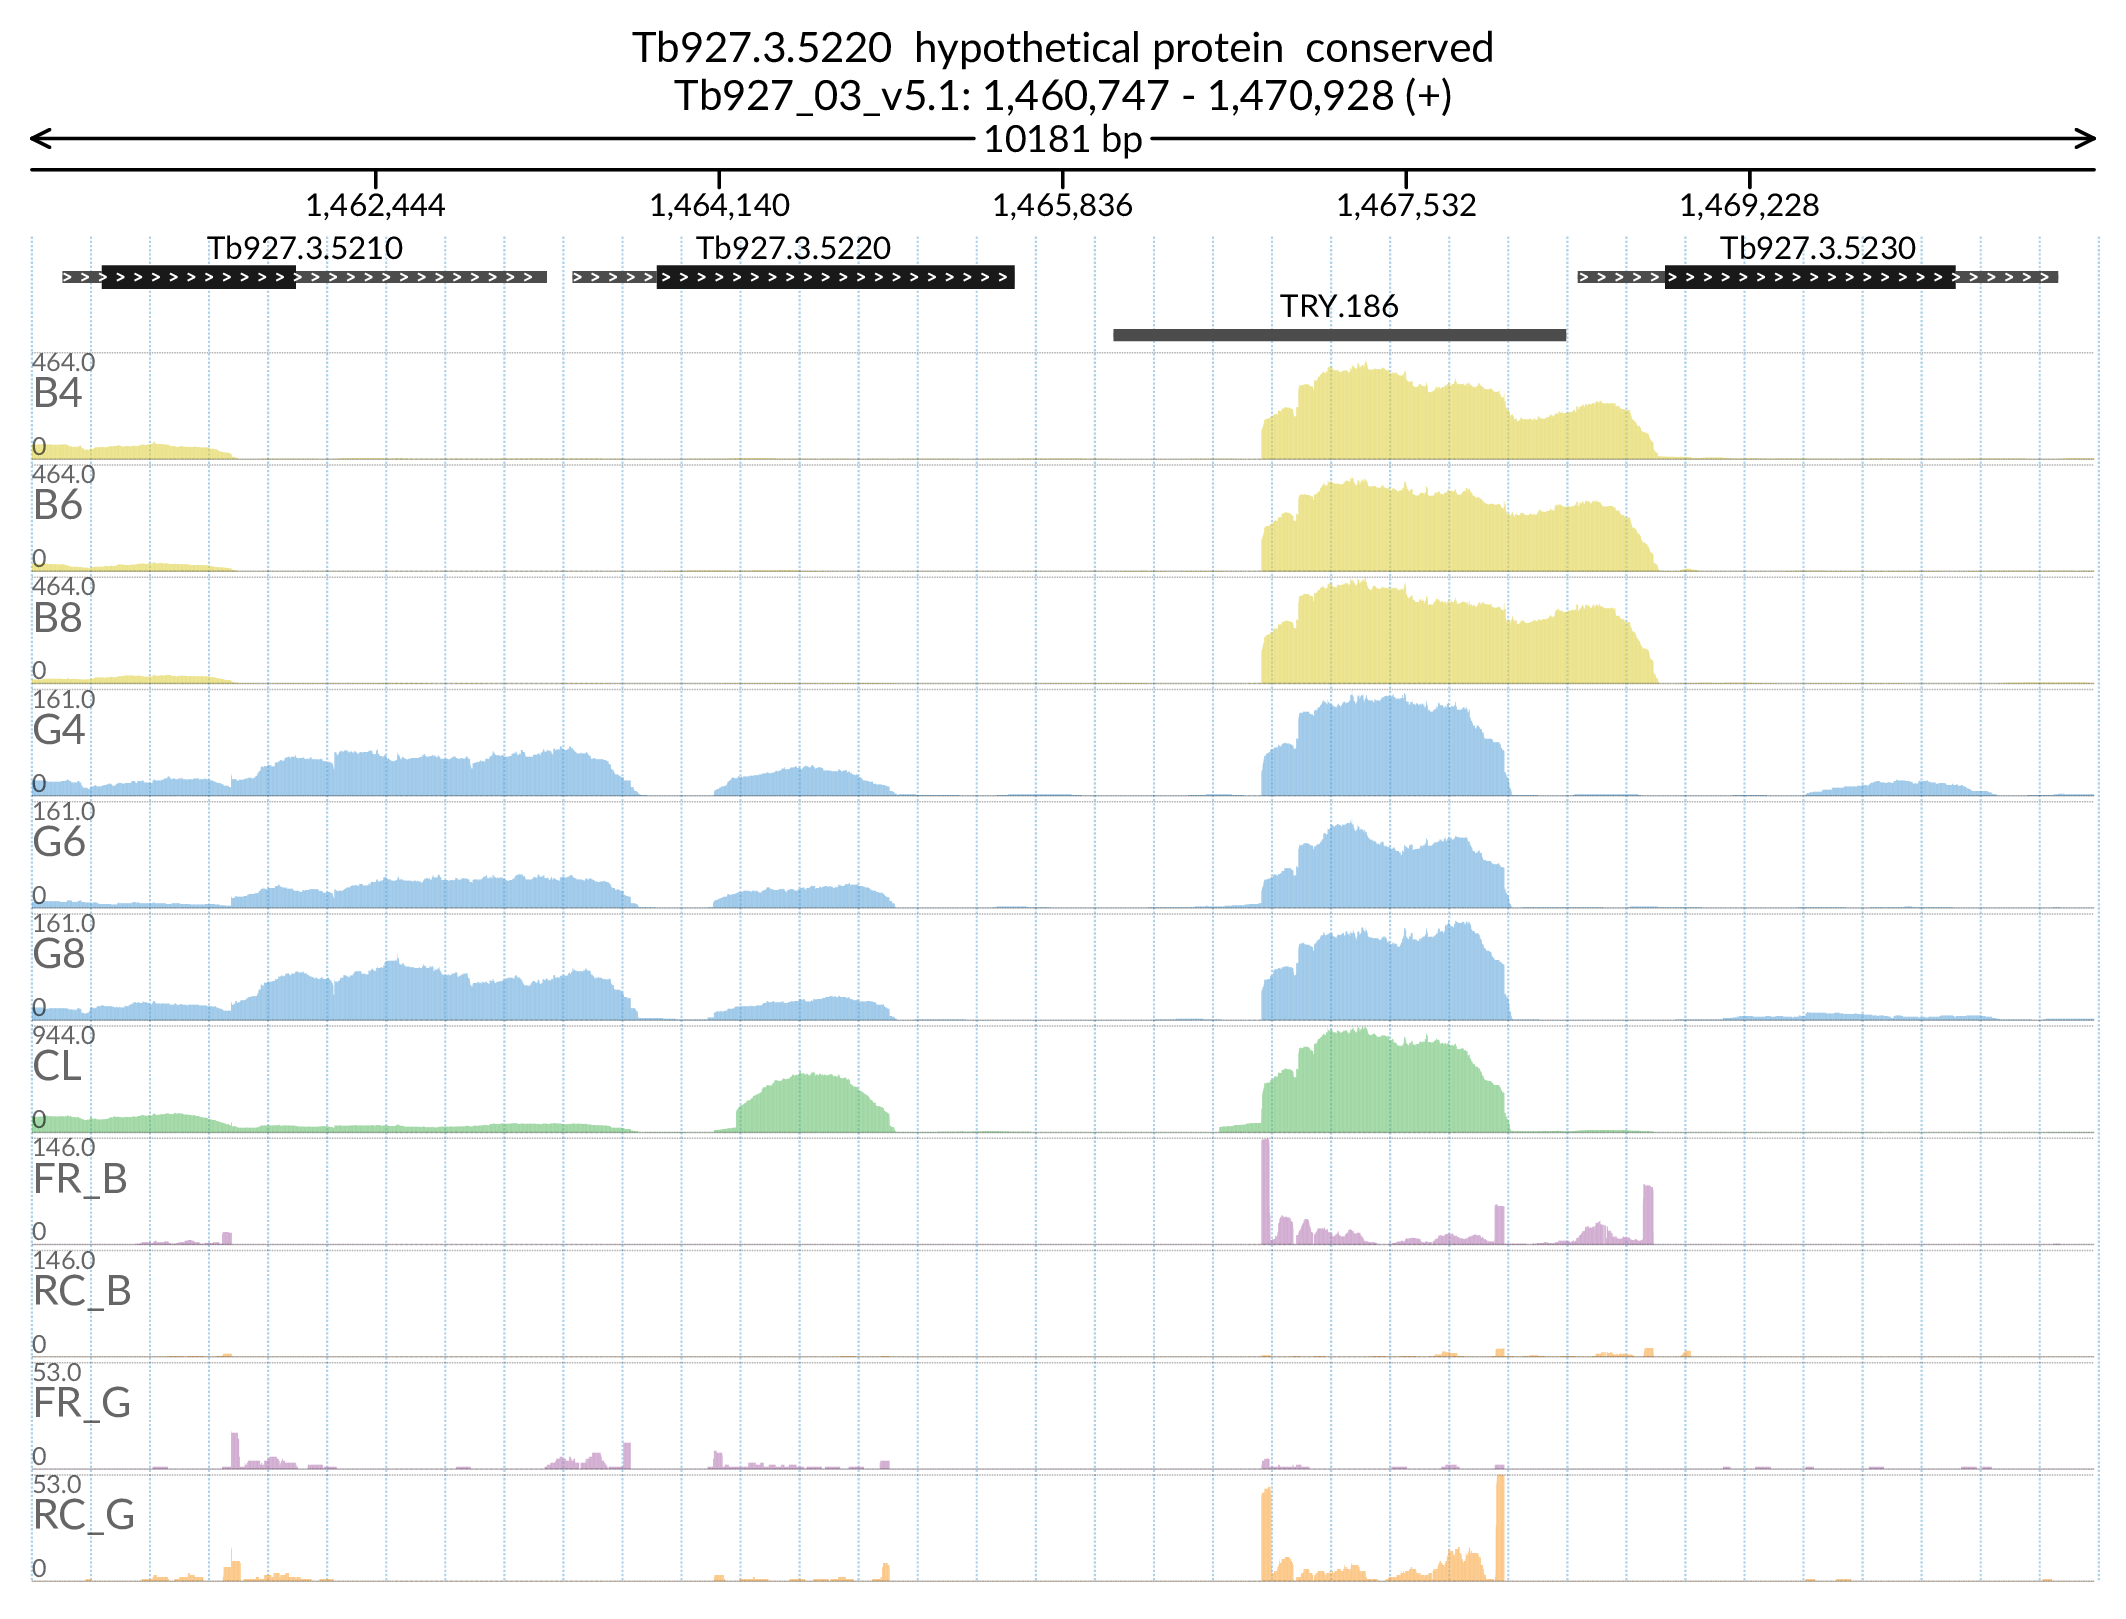 Tb927.3.5220 hypothetical protein conserved
Tb927_03_v5.1: 1,460,747 - 1,470,928 (+)
10181 bp
1,462,444 1,464,140 1,465,836 1,467,532 1,469,228
Tb927.3.5210 Tb927.3.5220 Tb927.3.5230
TRY.186
464.0
B4
0
464.0
B6
0
464.0
B8
0
161.0
G4
0
161.0
G6
0
161.0
G8
0
944.0
CL
0
146.0
FR_B
0
146.0
RC_B
0
53.0
FR_G
0
53.0
RC_G
0